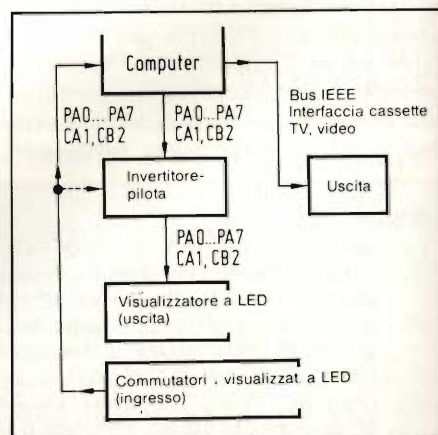 Computer
Bus IEEE
Interfaccia cassette
TV, video
PA0...PA7
CA1, CB2
PA0...PA7
CA1, CB2
Invertitore-
pilota
Uscita
PA0...PA7
CA1, CB2
Visualizzatore a LED
(uscita)
Commutatori . visualizzat. a LED
(ingresso)